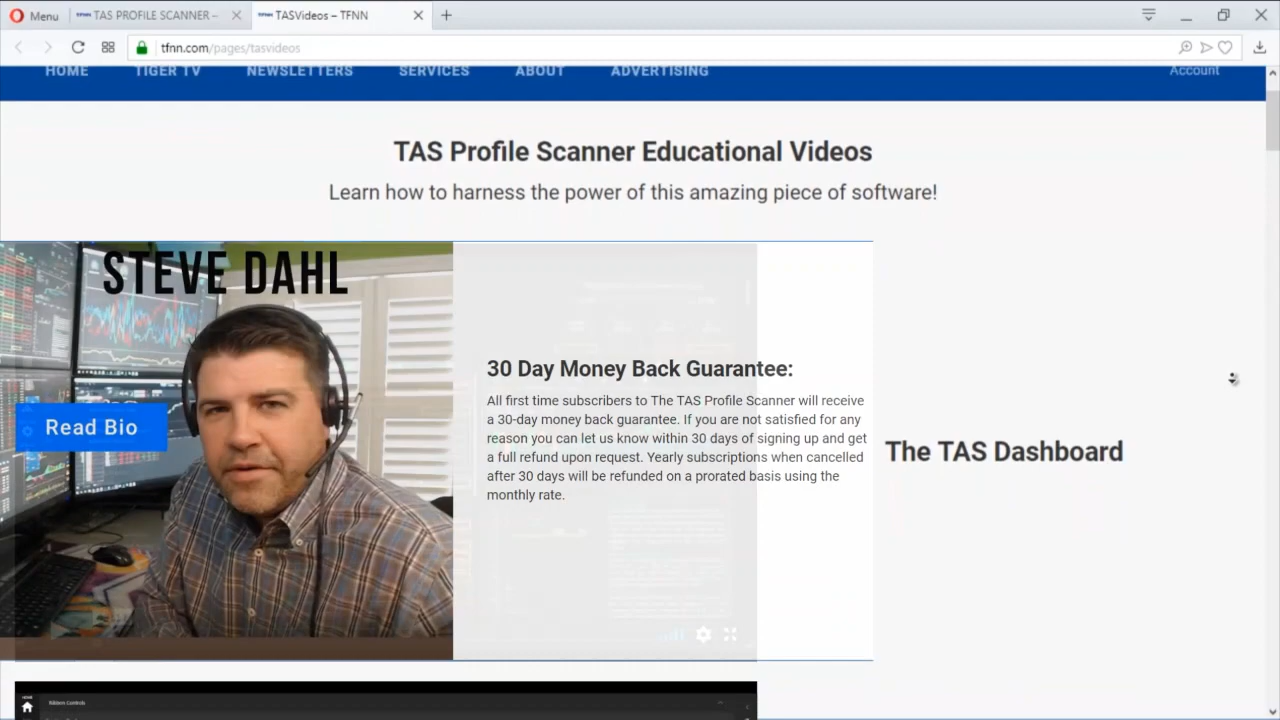 Menu
TAS PROFILE SCANNER –
TASVideos – TFNN
tfnn.com/pages/tasvideos
HOME
TIGER TV
NEWSLETTERS
SERVICES
ABOUT
ADVERTISING
Account
TAS Profile Scanner Educational Videos
Learn how to harness the power of this amazing piece of software!
STEVE DAHL
Read Bio
30 Day Money Back Guarantee:
All first time subscribers to The TAS Profile Scanner will receive
a 30-day money back guarantee. If you are not satisfied for any
reason you can let us know within 30 days of signing up and get
a full refund upon request. Yearly subscriptions when cancelled
after 30 days will be refunded on a prorated basis using the
monthly rate.
The TAS Dashboard
HOME
Ribbon Controls